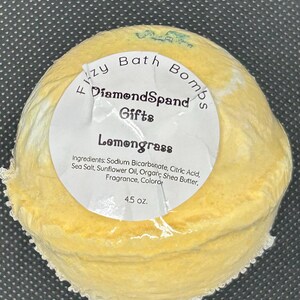 Fizzy Bath Bombs
DiamondSpand
Gifts
Lemongrass
Ingredients: Sodium Bicarbonate, Citric Acid,
Sea Salt, Sunflower Oil, Organic Shea Butter,
Fragrance, Colorant
4.5 oz.